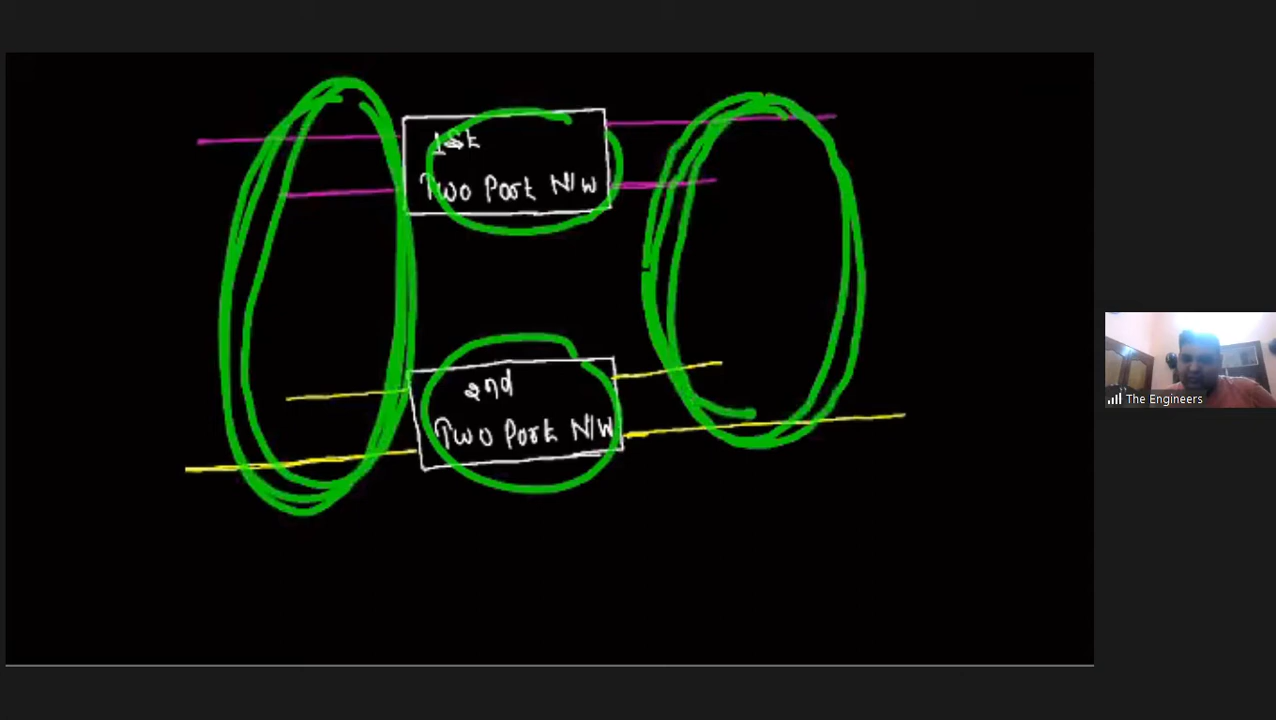 1st
Two Port N/W
2nd
Two Port N/W
The Engineers